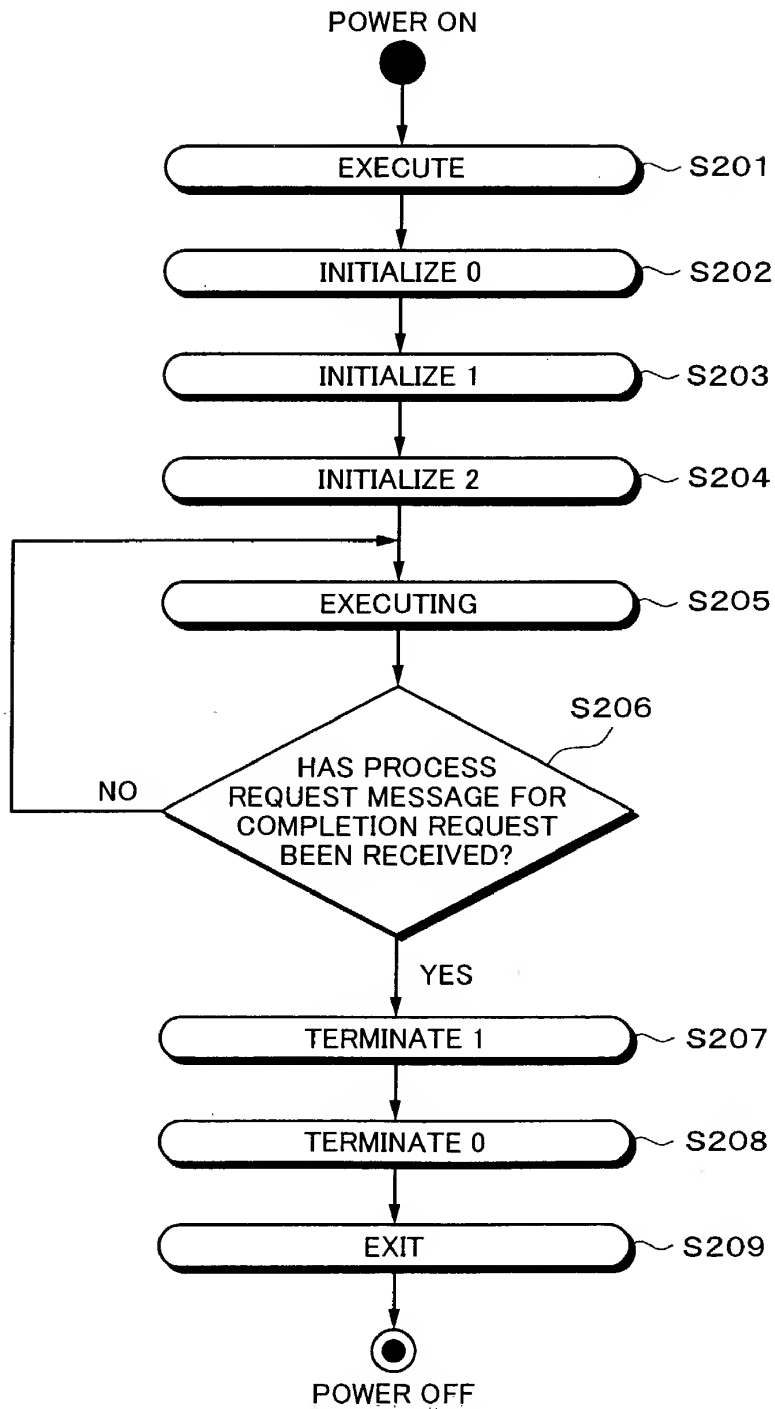 POWER ON
EXECUTE
S201
INITIALIZE 0
S202
INITIALIZE 1
S203
INITIALIZE 2
S204
EXECUTING
S205
S206
HAS PROCESS
REQUEST MESSAGE FOR
COMPLETION REQUEST
BEEN RECEIVED?
NO
YES
TERMINATE 1
S207
TERMINATE 0
S208
EXIT
S209
POWER OFF